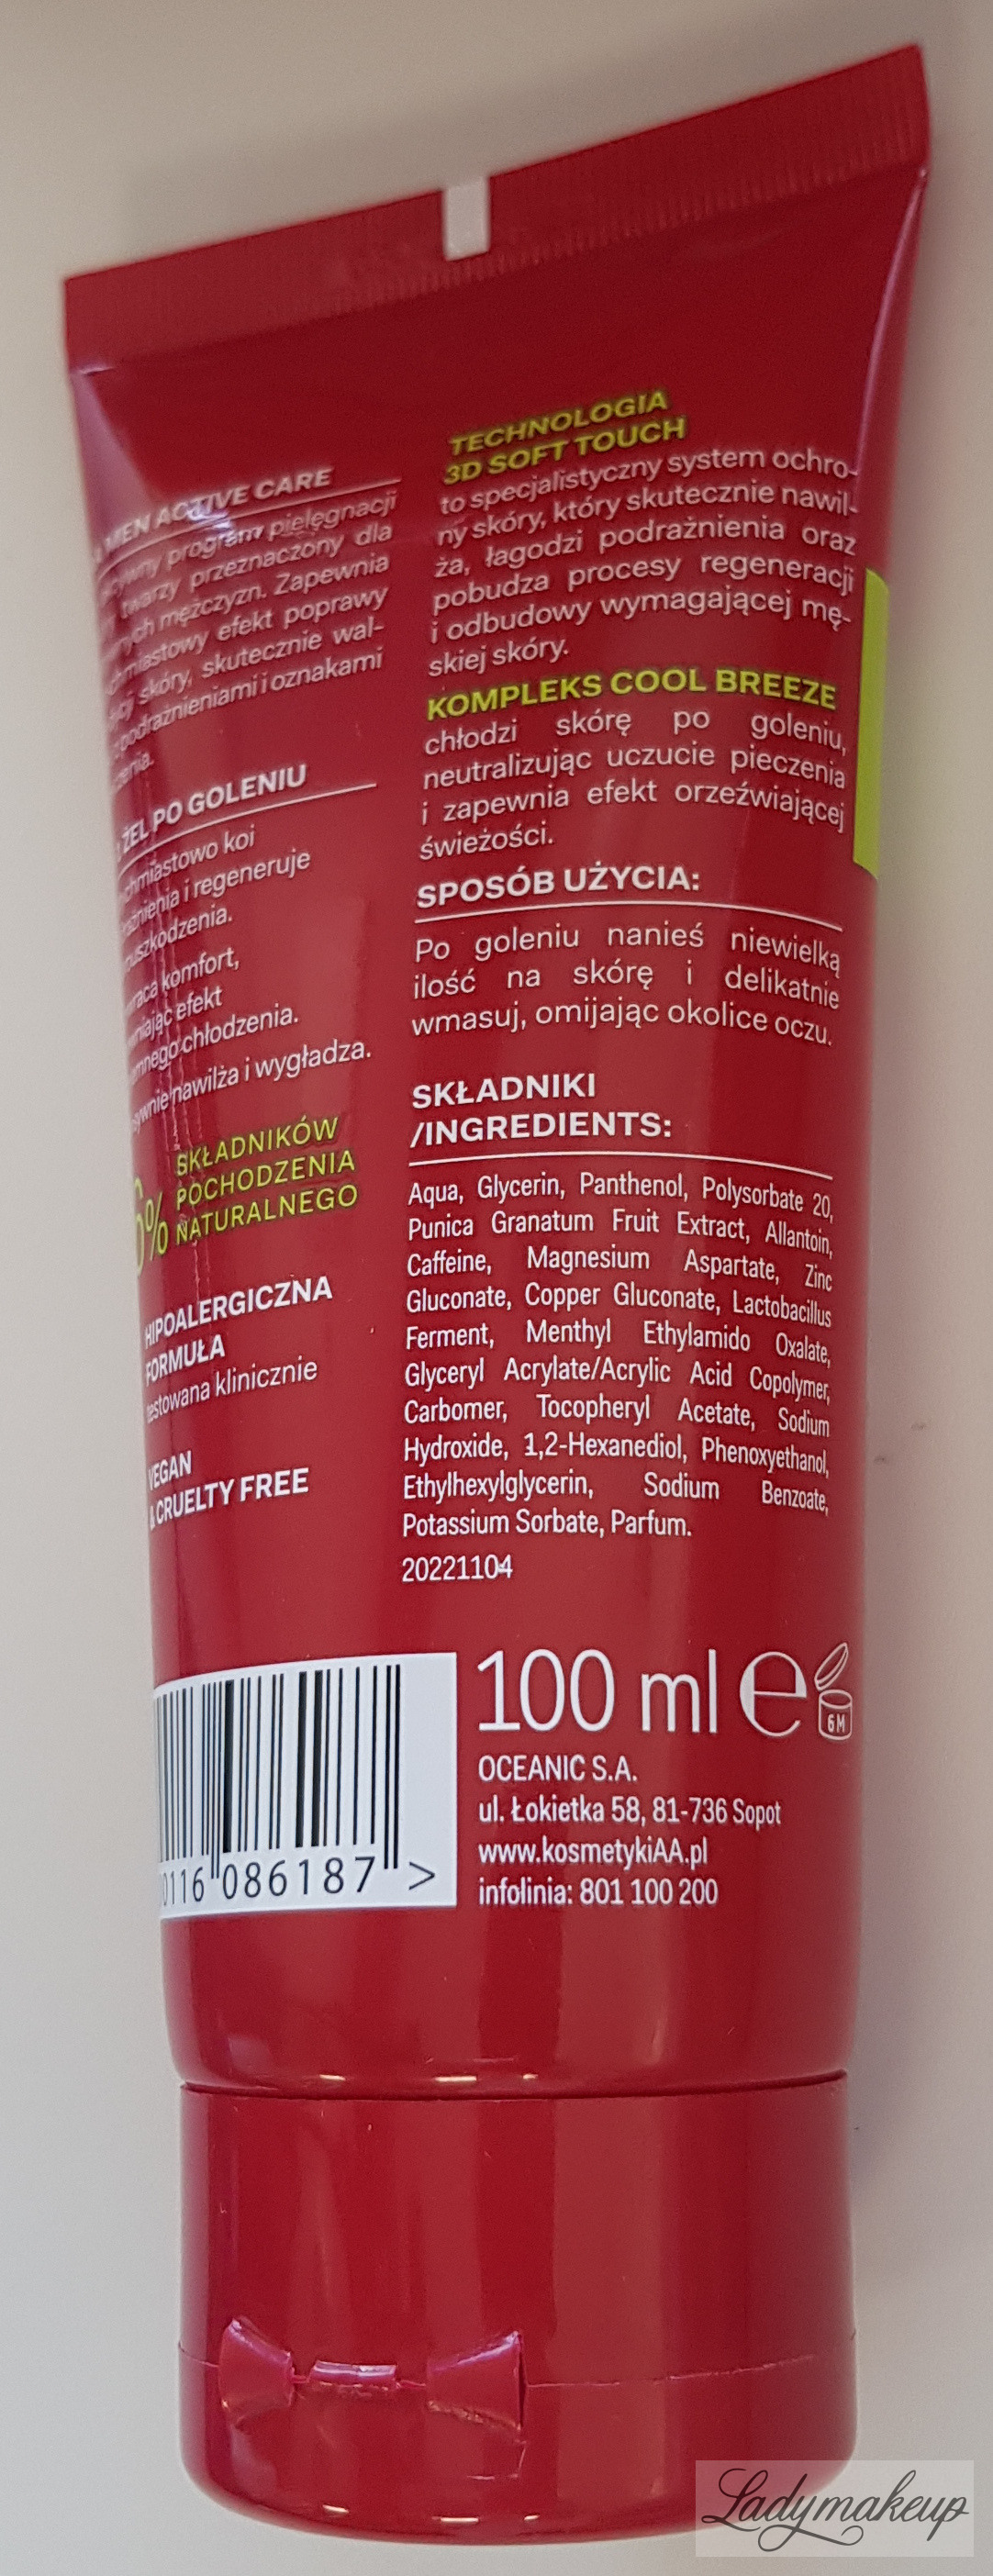 MEN ACTIVE CARE
program pielęgnacji
twarzy przeznaczony dla
mężczyzn. Zapewnia
efekt poprawy
skóry, skutecznie wal-
podrażnieniami i oznakami
ŻEL PO GOLENIU
koi
i regeneruje
komfort,
efekt
chłodzenia.
nawilża i wygładza.
%
SKŁADNIKÓW
POCHODZENIA
NATURALNEGO
HIPOALERGICZNA
FORMUŁA
testowana klinicznie
VEGAN
& CRUELTY FREE
0116 086187 >
TECHNOLOGIA
3D SOFT TOUCH
to specjalistyczny system ochro-
ny skóry, który skutecznie nawil-
ża, łagodzi podrażnienia oraz
pobudza procesy regeneracji
i odbudowy wymagającej mę-
skiej skóry.
KOMPLEKS COOL BREEZE
chłodzi skórę po goleniu,
neutralizując uczucie pieczenia
i zapewnia efekt orzeźwiającej
świeżości.
SPOSÓB UŻYCIA:
Po goleniu nanieś niewielką
ilość na skórę i delikatnie
wmasuj, omijając okolice oczu.
SKŁADNIKI
/INGREDIENTS:
Aqua, Glycerin, Panthenol, Polysorbate 20,
Punica Granatum Fruit Extract, Allantoin,
Caffeine, Magnesium Aspartate, Zinc
Gluconate, Copper Gluconate, Lactobacillus
Ferment, Menthyl Ethylamido Oxalate,
Glyceryl Acrylate/Acrylic Acid Copolymer,
Carbomer, Tocopheryl Acetate, Sodium
Hydroxide, 1,2-Hexanediol, Phenoxyethanol,
Ethylhexylglycerin, Sodium Benzoate,
Potassium Sorbate, Parfum.
20221104
100 ml e
6M
OCEANIC S.A.
ul. Łokietka 58, 81-736 Sopot
www.kosmetykiAA.pl
infolinia: 801 100 200
Ladymakeup